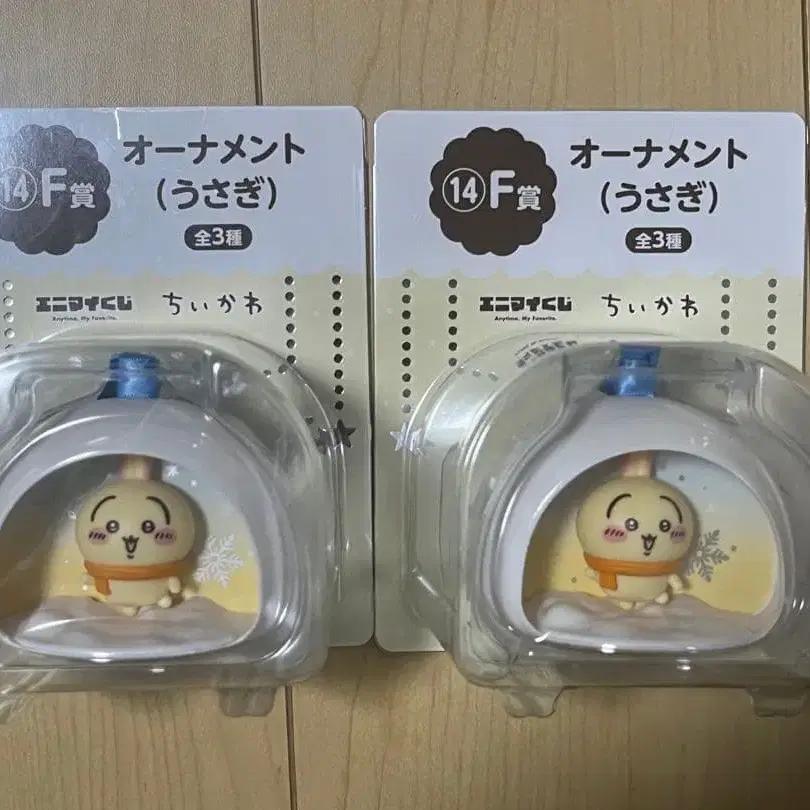 ⑭F賞
オーナメント
(うさぎ)
全3種
エニマイくじ
Anytime, My Favorite.
ちいかわ
⑭F賞
オーナメント
(うさぎ)
全3種
エニマイくじ
Anytime, My Favorite.
ちいかわ